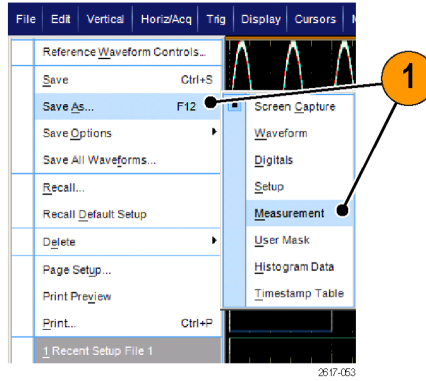 File Edit Vertical Horiz/Acq Trig Display Cursors
Reference Waveform Controls...
Save Ctrl+S
Save As... F12
Save Options
Save All Waveforms...
Recall...
Recall Default Setup
Delete
Page Setup...
Print Preview
Print... Ctrl+P
1 Recent Setup File 1
Screen Capture
Waveform
Digitals
Setup
Measurement
User Mask
Histogram Data
Timestamp Table
1
2617-053